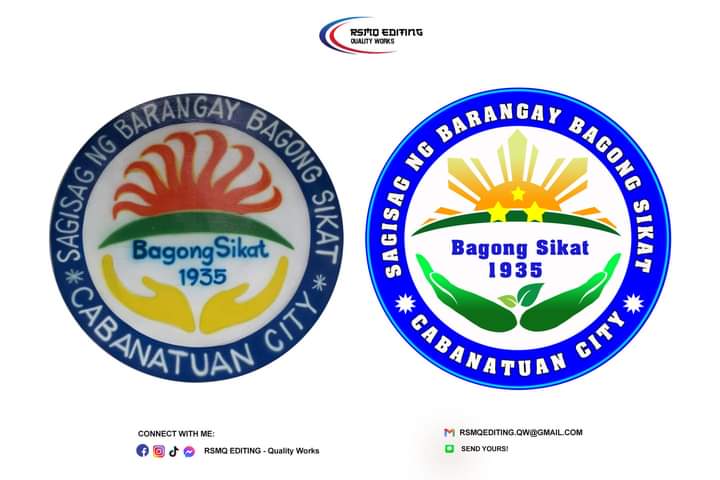 RSMQ EDITING
QUALITY WORKS
SAGISAG NG BARANGAY BAGONG SIKAT
BagongSikat
1935
* CABANATUAN CITY *
SAGISAG NG BARANGAY BAGONG SIKAT
Bagong Sikat
1935
CABANATUAN CITY
CONNECT WITH ME:
RSMQ EDITING - Quality Works
RSMQEDITING.QW@GMAIL.COM
SEND YOURS!